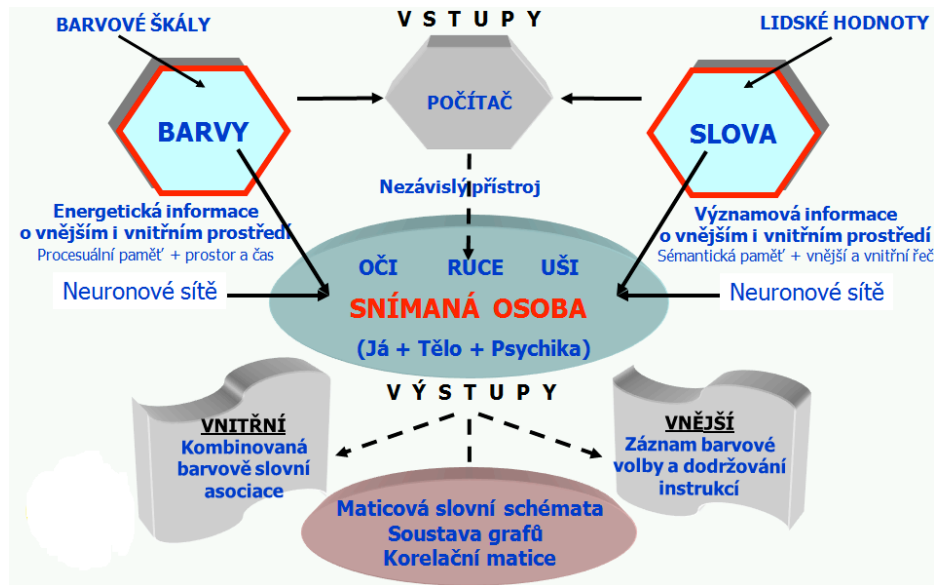 V S T U P Y
BARVOVÉ ŠKÁLY
LIDSKÉ HODNOTY
BARVY
POČÍTAČ
SLOVA
Nezávislý přístroj
Energetická informace
o vnějším i vnitřním prostředí
Procesuální paměť + prostor a čas
Významová informace
o vnějším i vnitřním prostředí
Sémantická paměť + vnější a vnitřní řeč
Neuronové sítě
Neuronové sítě
OČI RUCE UŠI
SNÍMANÁ OSOBA
(Já + Tělo + Psychika)
V Ý S T U P Y
VNITŘNÍ
Kombinovaná
barvově slovní
asociace
VNĚJŠÍ
Záznam barvové
volby a dodržování
instrukcí
Maticová slovní schémata
Soustava grafů
Korelační matice